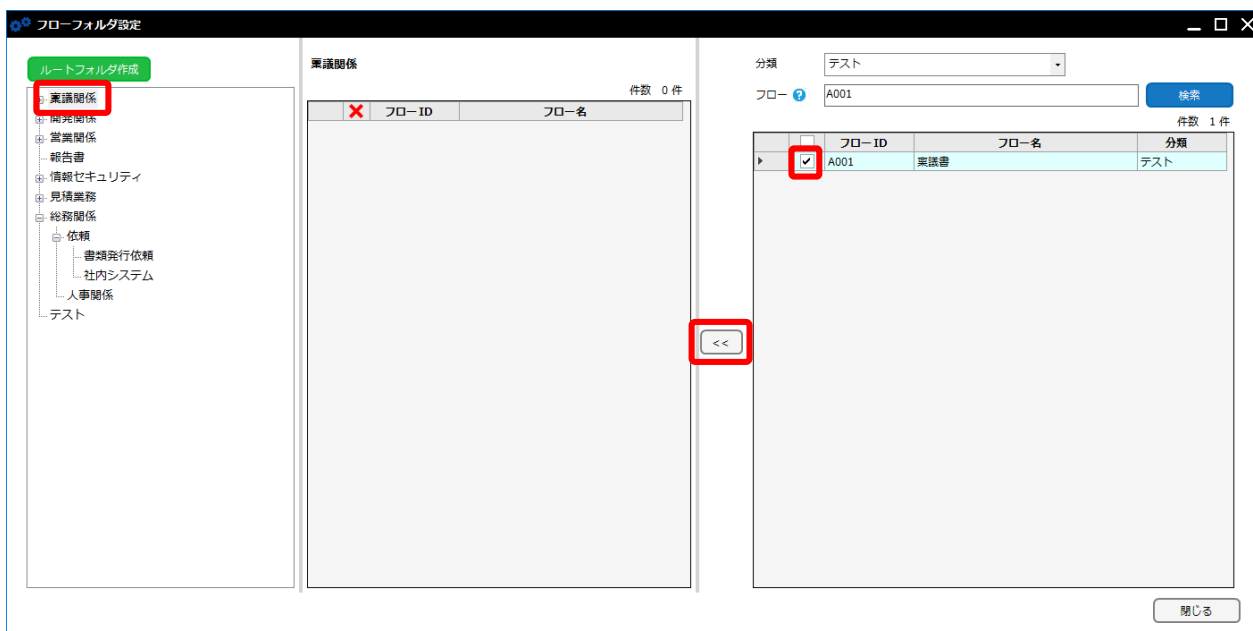 フローフォルダ設定
ルートフォルダ作成
稟議関係
開発関係
営業関係
報告書
情報セキュリティ
見積業務
総務関係
依頼
書類発行依頼
社内システム
人事関係
テスト
稟議関係
件数 0 件
フローID フロー名
<<
分類 テスト
フロー ? A001 検索
件数 1 件
フローID フロー名 分類
A001 稟議書 テスト
閉じる